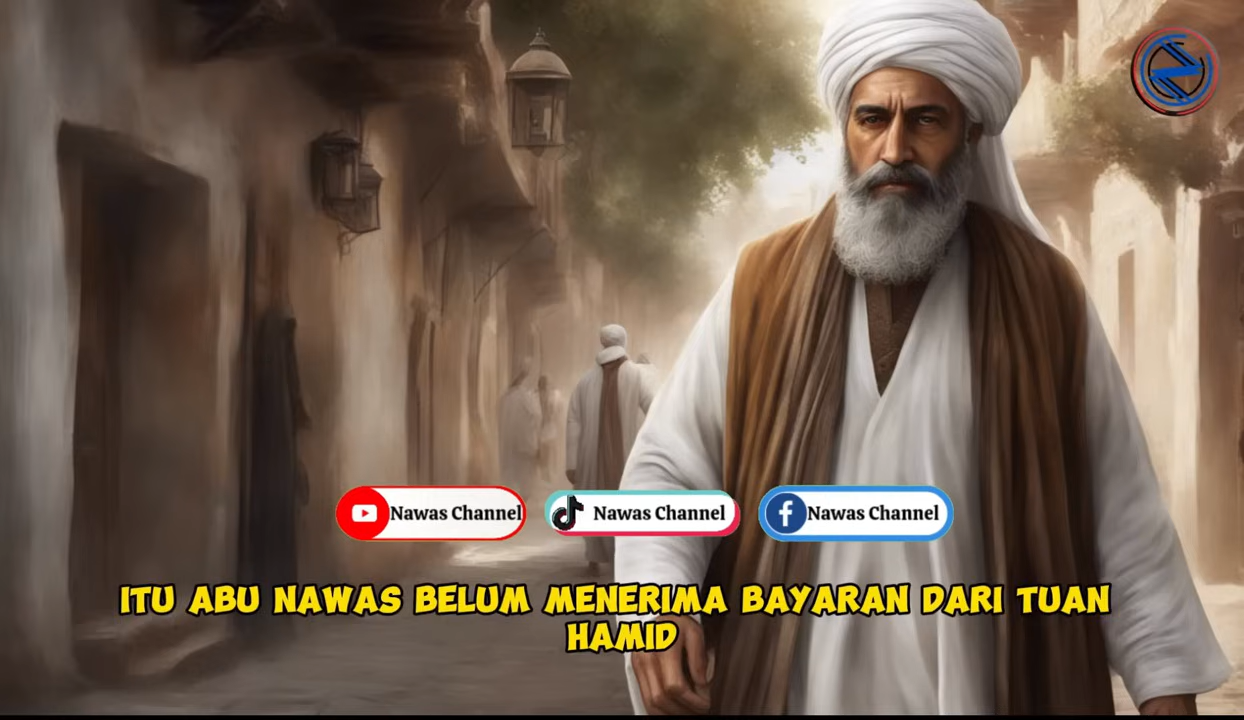 Nawas Channel
Nawas Channel
Nawas Channel
ITU ABU NAWAS BELUM MENERIMA BAYARAN DARI TUAN
HAMID